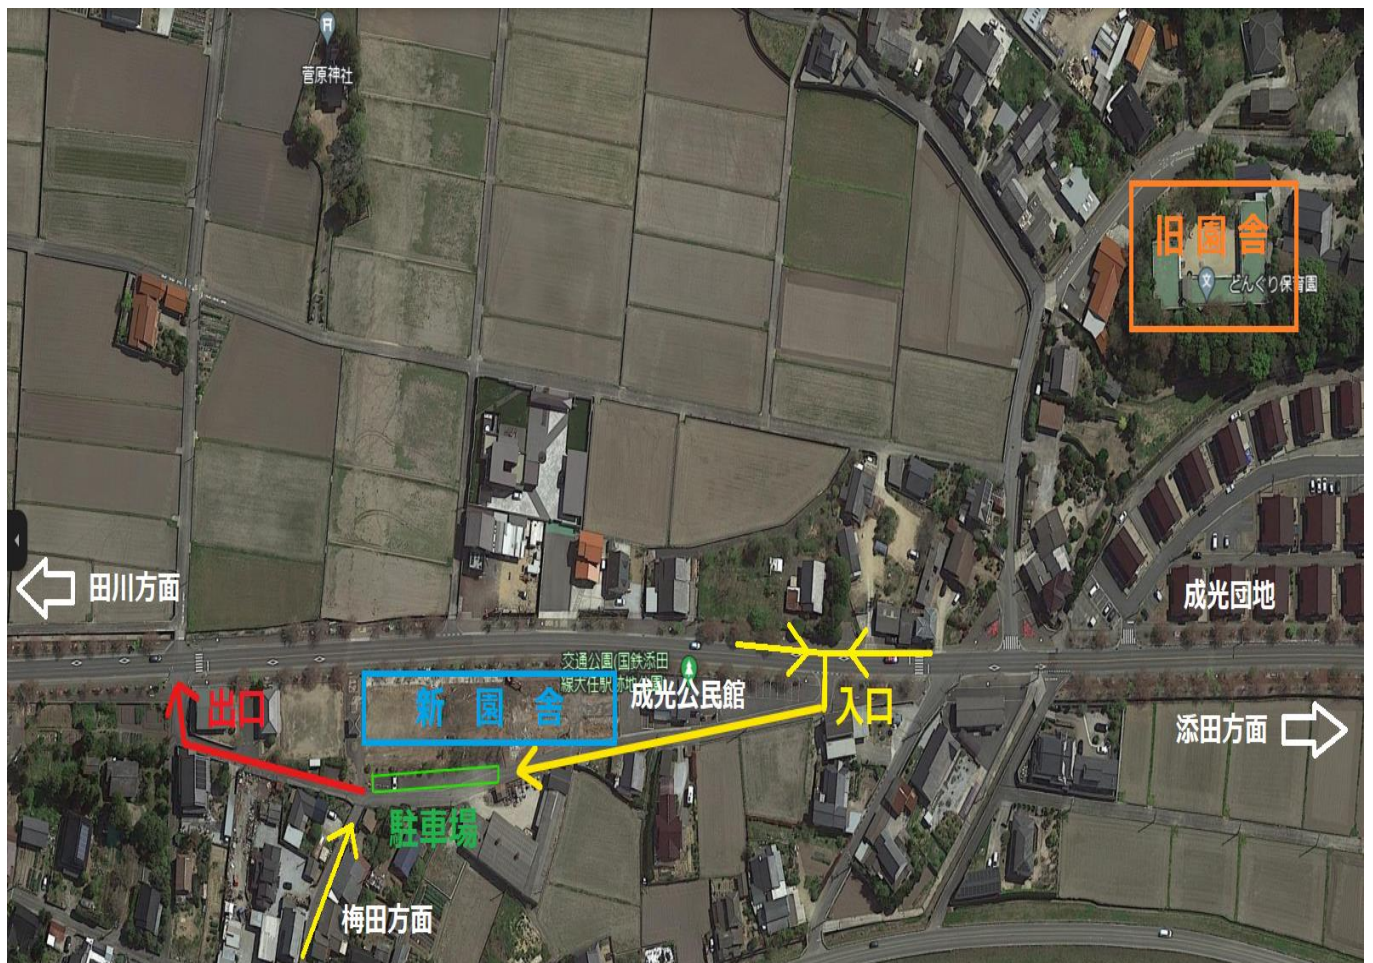 菅原神社
旧園舎
どんぐり保育園
田川方面
成光団地
交通公園(国鉄添田
線大任駅跡地公園)
成光公民館
入口
出口
新園舎
添田方面
駐車場
梅田方面